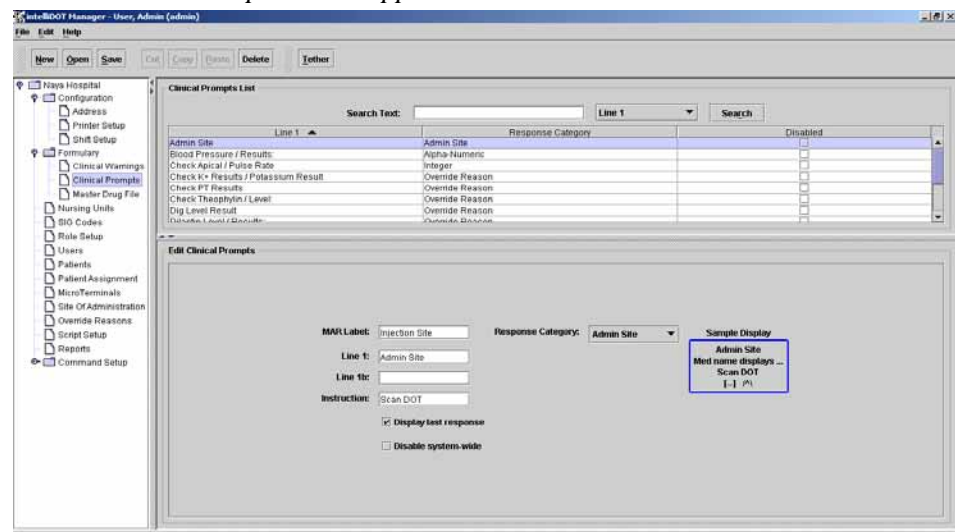 intelliDOT Manager - User, Admin (admin)
File Edit Help
New Open Save Cut Copy Paste Delete Tether
Naya Hospital
Configuration
Address
Printer Setup
Shift Setup
Formulary
Clinical Warnings
Clinical Prompts
Master Drug File
Nursing Units
SIG Codes
Role Setup
Users
Patients
Patient Assignment
MicroTerminals
Site Of Administration
Override Reasons
Script Setup
Reports
Command Setup
Clinical Prompts List
Search Text: Line 1 Search
Line 1 Response Category Disabled
Admin Site Admin Site
Blood Pressure / Results: Alpha-Numeric
Check Apical / Pulse Rate Integer
Check K+ Results / Potassium Result Override Reason
Check PT Results Override Reason
Check Theophylin / Level: Override Reason
Dig Level Result Override Reason
Dilantin Level / Results: Override Reason
Edit Clinical Prompts
MAR Label: Injection Site Response Category: Admin Site Sample Display
Line 1: Admin Site
Line 1b:
Instruction: Scan DOT
Display last response
Disable system-wide
Admin Site
Med name displays ...
Scan DOT